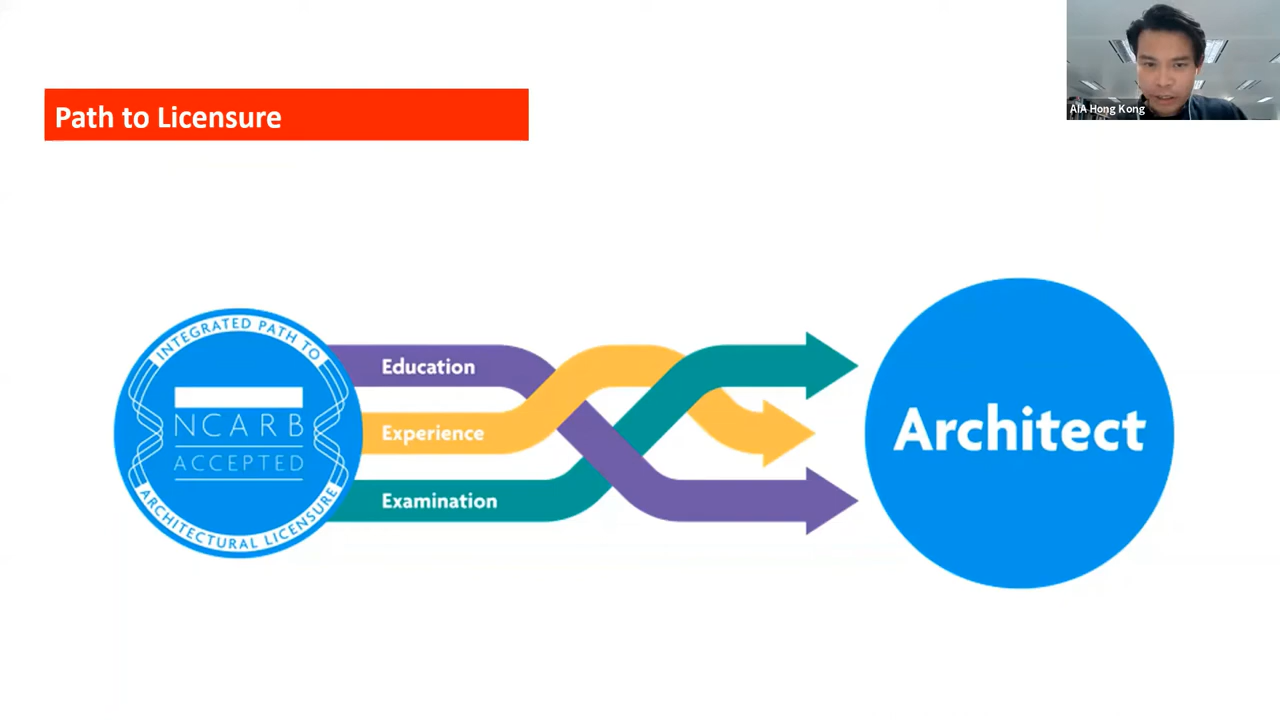 Path to Licensure
AIA Hong Kong
INTEGRATED PATH TO
NCARB
ACCEPTED
ARCHITECTURAL LICENSURE
Education
Experience
Examination
Architect